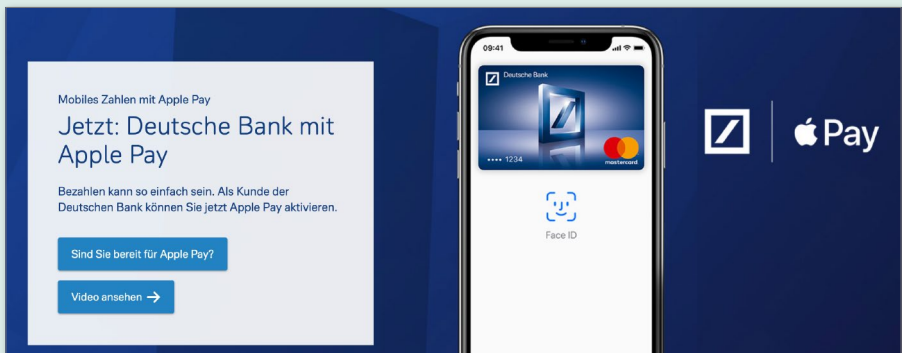 Mobiles Zahlen mit Apple Pay
Jetzt: Deutsche Bank mit
Apple Pay
Bezahlen kann so einfach sein. Als Kunde der
Deutschen Bank können Sie jetzt Apple Pay aktivieren.
Sind Sie bereit für Apple Pay?
Video ansehen →
09:41
Deutsche Bank
•••• 1234
mastercard
Face ID
Pay